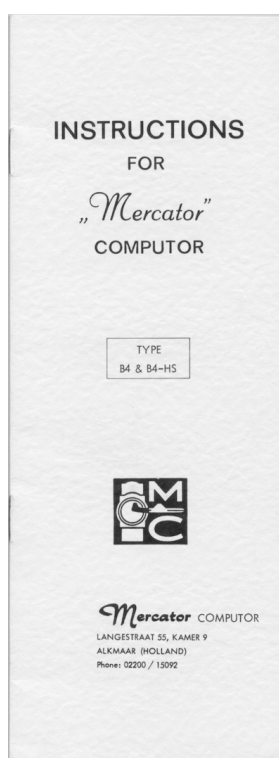 INSTRUCTIONS
FOR
„Mercator”
COMPUTOR
TYPE
B4 & B4-HS
MC
Mercator COMPUTOR
LANGESTRAAT 55, KAMER 9
ALKMAAR (HOLLAND)
Phone: 02200 / 15092